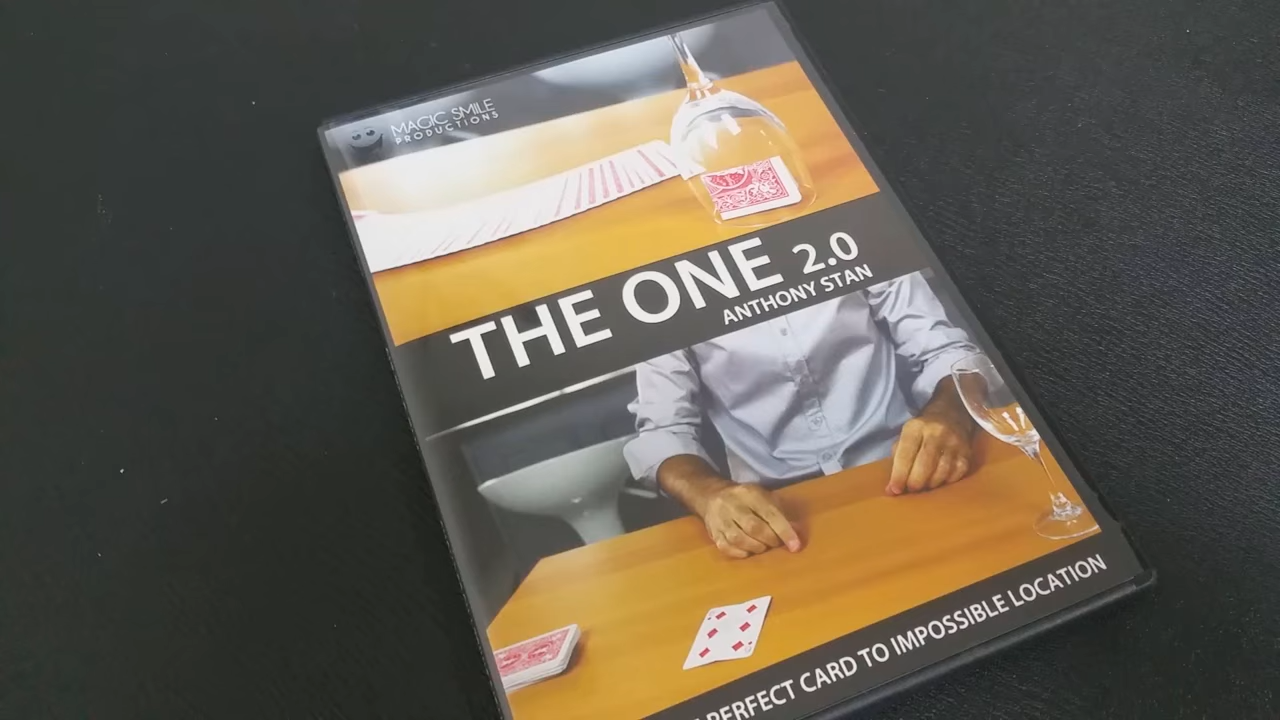 MAGIC SMILE
PRODUCTIONS
THE ONE 2.0
ANTHONY STAN
PERFECT CARD TO IMPOSSIBLE LOCATION